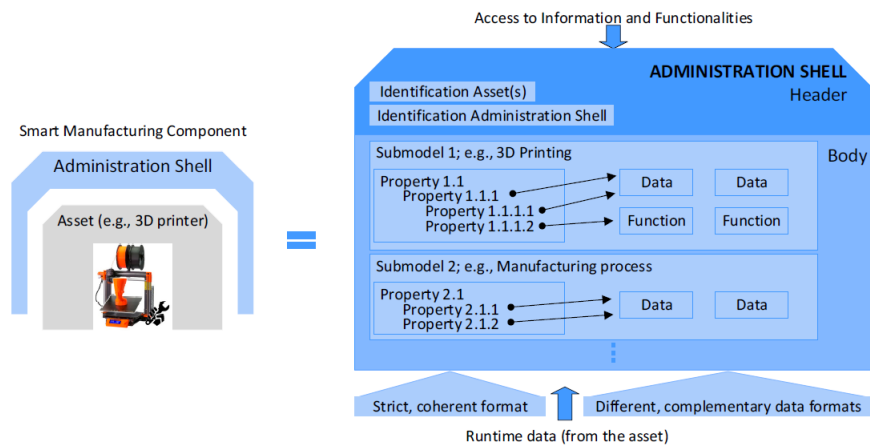 Access to Information and Functionalities
ADMINISTRATION SHELL
Header
Identification Asset(s)
Identification Administration Shell
Smart Manufacturing Component
Administration Shell
Asset (e.g., 3D printer)
Submodel 1; e.g., 3D Printing
Body
Property 1.1
Property 1.1.1
Property 1.1.1.1
Property 1.1.1.2
Data
Data
Function
Function
Submodel 2; e.g., Manufacturing process
Property 2.1
Property 2.1.1
Property 2.1.2
Data
Data
Strict, coherent format
Different, complementary data formats
Runtime data (from the asset)